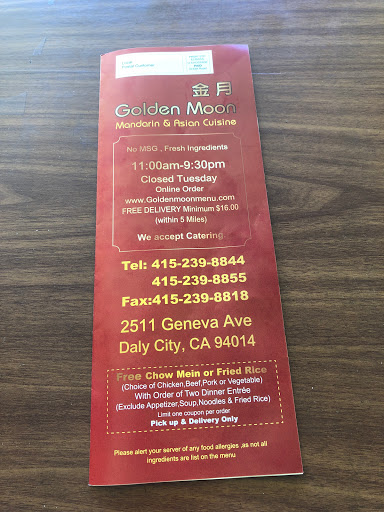 金月
Golden Moon
Mandarin & Asian Cuisine
No MSG , Fresh Ingredients
11:00am-9:30pm
Closed Tuesday
Online Order
www.Goldenmoonmenu.com
FREE DELIVERY Minimum $16.00
(within 5 Miles)
We accept Catering.
Tel: 415-239-8844
415-239-8855
Fax:415-239-8818
2511 Geneva Ave
Daly City, CA 94014
Free Chow Mein or Fried Rice
(Choice of Chicken,Beef,Pork or Vegetable)
With Order of Two Dinner Entrée
(Exclude Appetizer,Soup,Noodles & Fried Rice)
Limit one coupon per order
Pick up & Delivery Only
Please alert your server of any food allergies ,as not all
ingredients are list on the menu